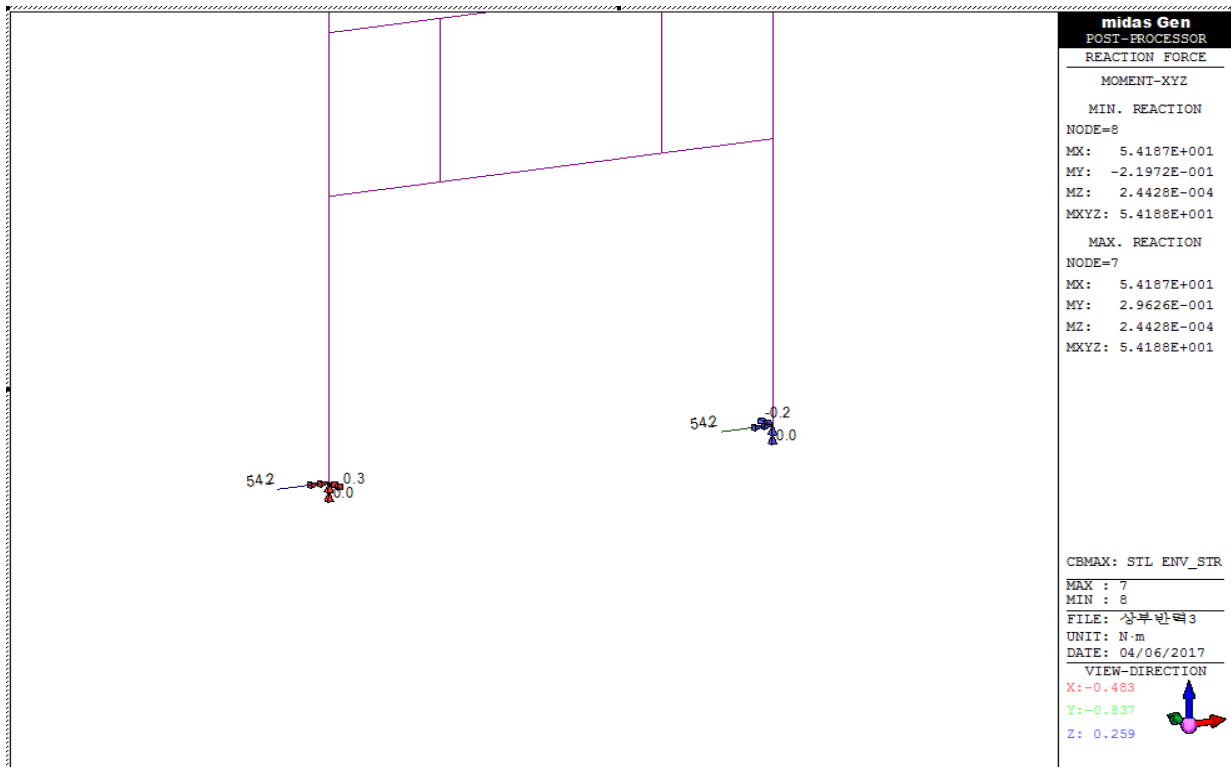 midas Gen
POST-PROCESSOR
REACTION FORCE
MOMENT-XYZ
MIN. REACTION
NODE=8
MX: 5.4187E+001
MY: -2.1972E-001
MZ: 2.4428E-004
MXYZ: 5.4188E+001
MAX. REACTION
NODE=7
MX: 5.4187E+001
MY: 2.9626E-001
MZ: 2.4428E-004
MXYZ: 5.4188E+001
CBMAX: STL ENV_STR
MAX : 7
MIN : 8
FILE: 상부반력3
UNIT: N·m
DATE: 04/06/2017
VIEW-DIRECTION
X:-0.483
Y:-0.837
Z: 0.259
54.2
-0.2
0.0
54.2
0.3
0.0